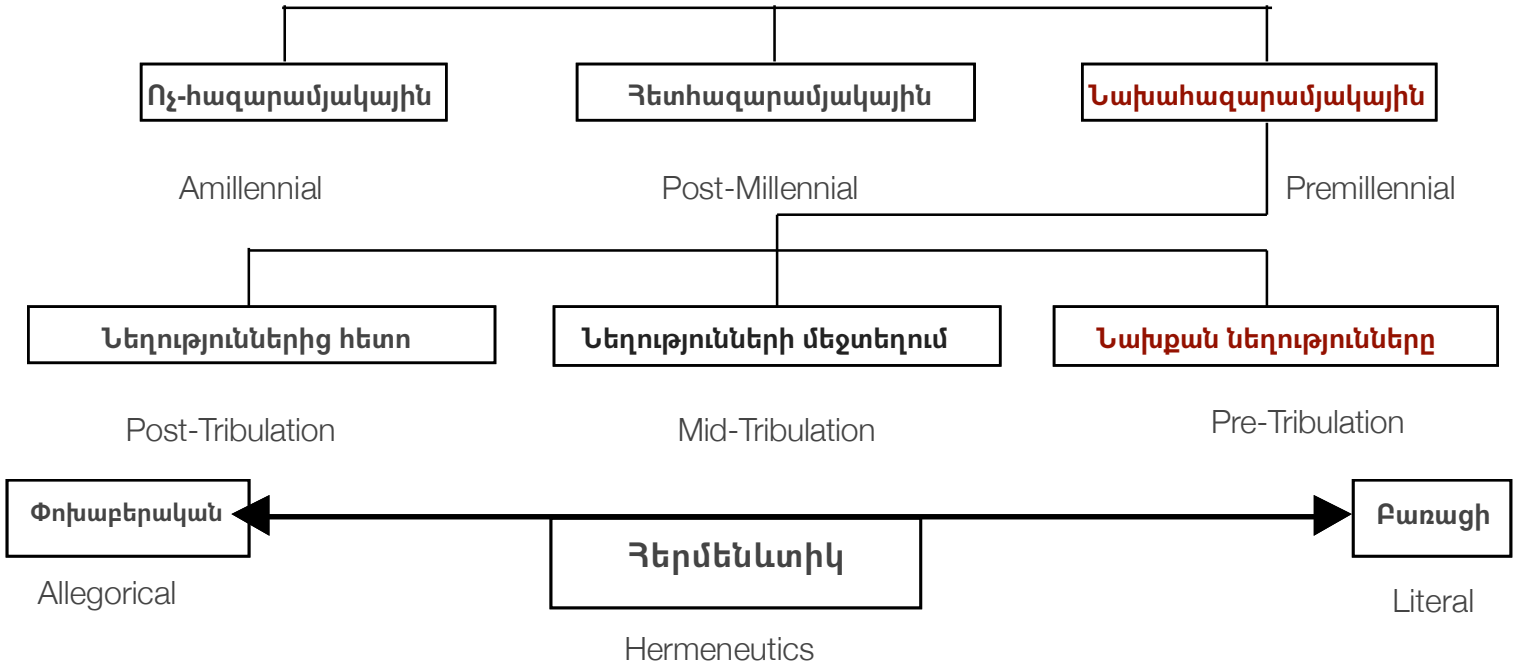 Ոչ-հազարամյակային
Հետհազարամյակային
Նախահազարամյակային
Amillennial
Post-Millennial
Premillennial
Նեղություններից հետո
Նեղությունների մեջտեղում
Նախքան նեղությունները
Post-Tribulation
Mid-Tribulation
Pre-Tribulation
Փոխաբերական
Բառացի
Հերմենևտիկ
Allegorical
Literal
Hermeneutics